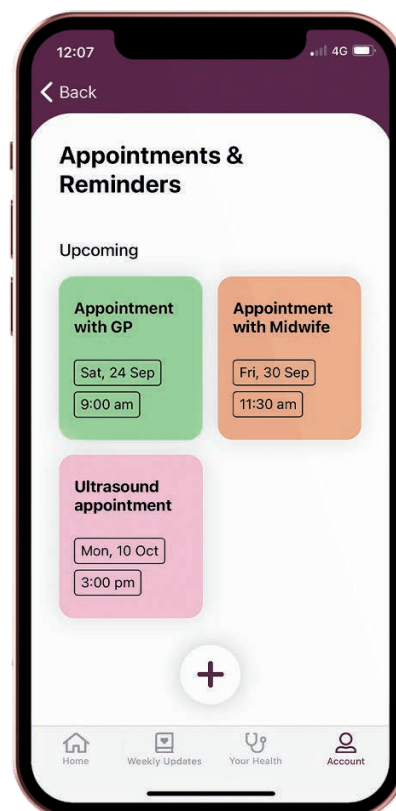 12:07
4G
Back
Appointments &
Reminders
Upcoming
Appointment
with GP
Sat, 24 Sep
9:00 am
Appointment
with Midwife
Fri, 30 Sep
11:30 am
Ultrasound
appointment
Mon, 10 Oct
3:00 pm
+
Home
Weekly Updates
Your Health
Account